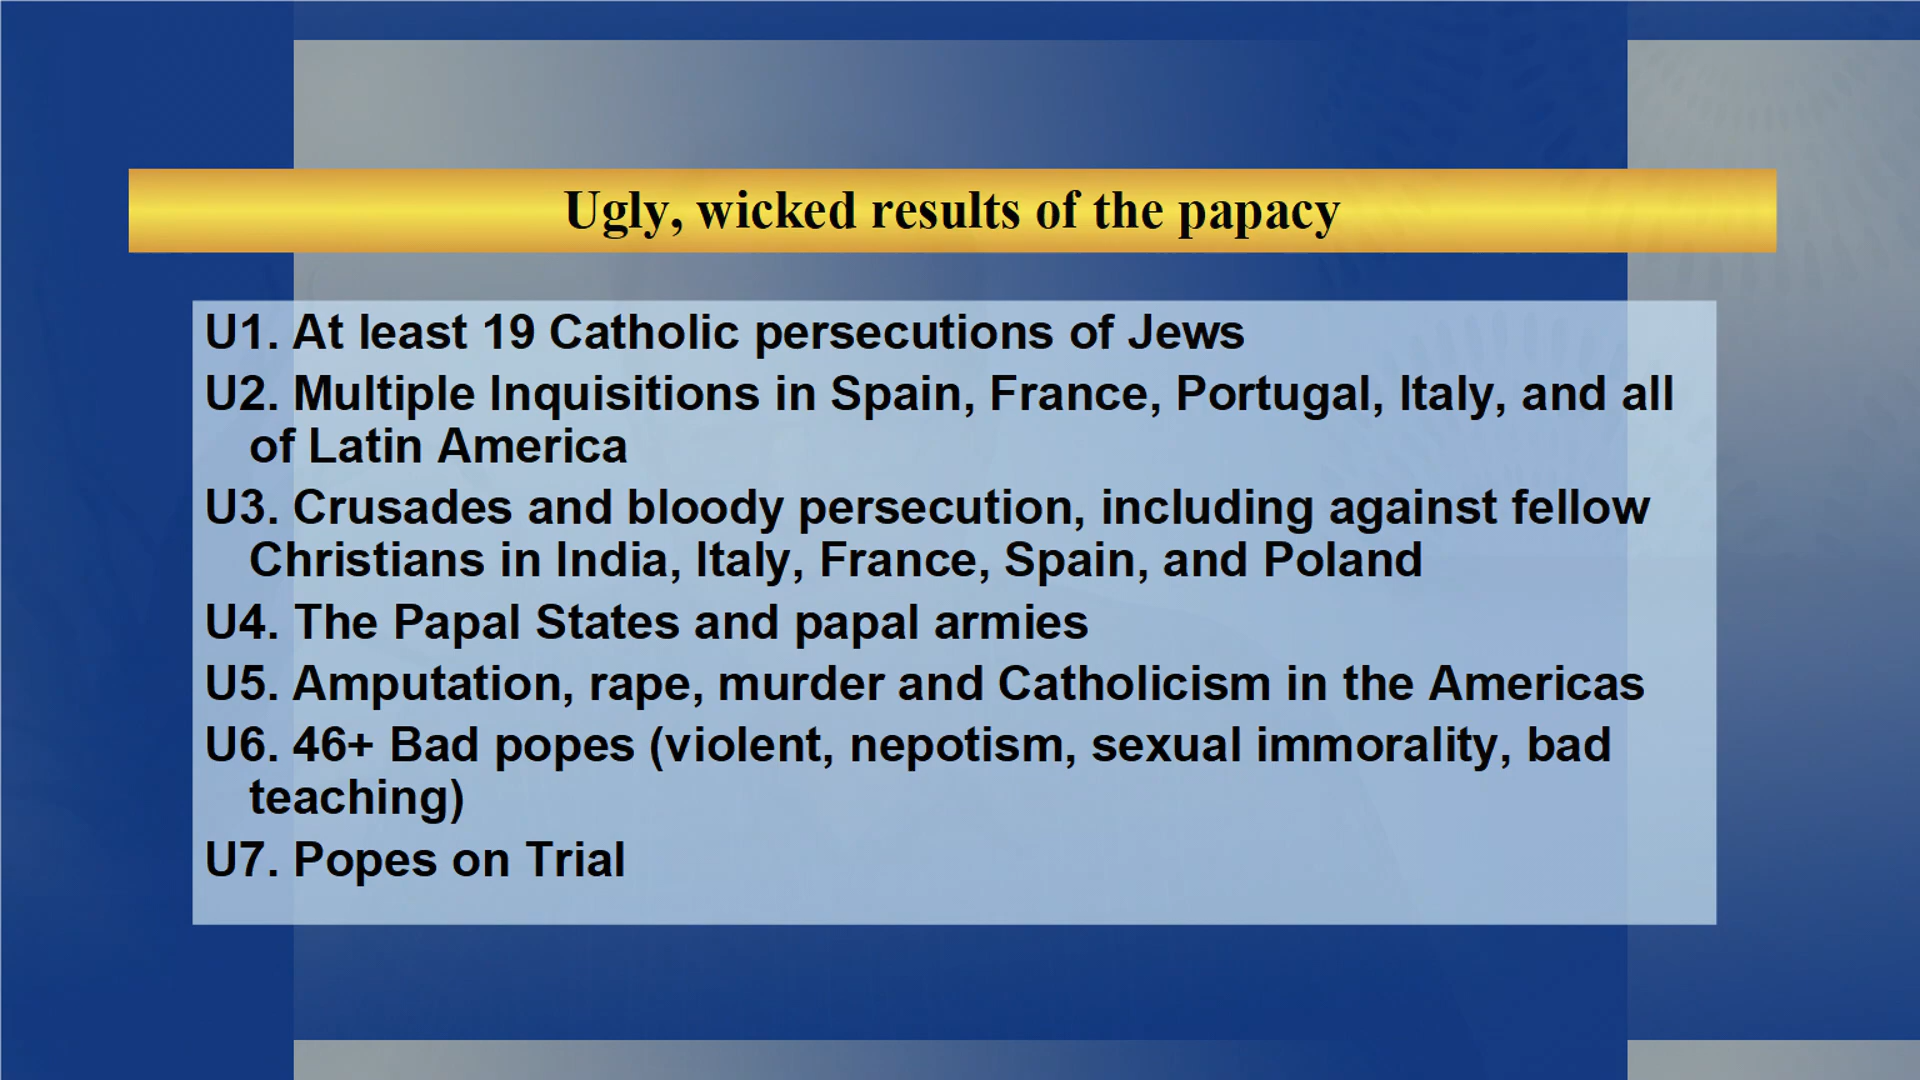 Ugly, wicked results of the papacy
U1. At least 19 Catholic persecutions of Jews
U2. Multiple Inquisitions in Spain, France, Portugal, Italy, and all
of Latin America
U3. Crusades and bloody persecution, including against fellow
Christians in India, Italy, France, Spain, and Poland
U4. The Papal States and papal armies
U5. Amputation, rape, murder and Catholicism in the Americas
U6. 46+ Bad popes (violent, nepotism, sexual immorality, bad
teaching)
U7. Popes on Trial